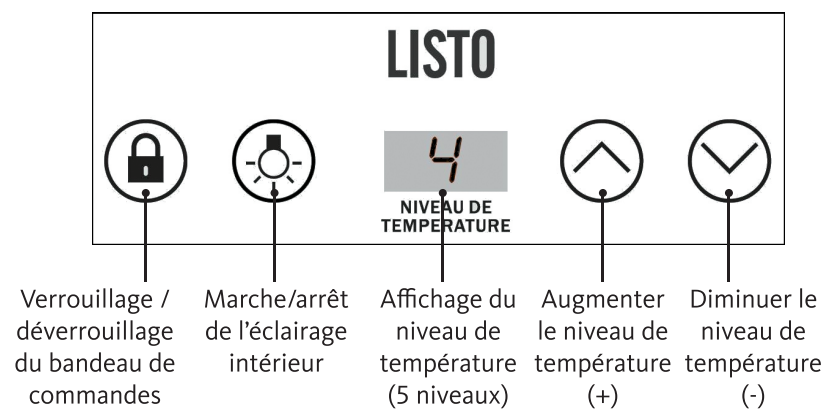 LISTO
4
NIVEAU DE
TEMPERATURE
Verrouillage /
déverrouillage
du bandeau de
commandes
Marche/arrêt
de l'éclairage
intérieur
Affichage du
niveau de
température
(5 niveaux)
Augmenter
le niveau de
température
(+)
Diminuer le
niveau de
température
(-)